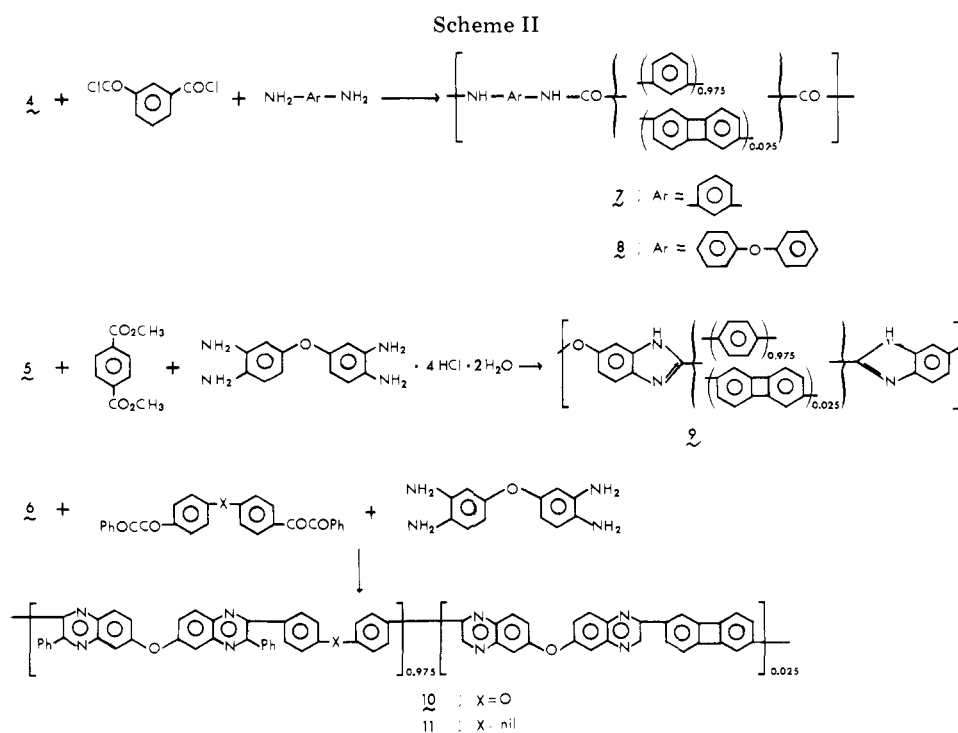 Scheme II
4 + ClCO COCl + NH2—Ar—NH2 NH—Ar—NH—CO 0.975 0.025 CO
7 ; Ar =
8 ; Ar = O
5 + CO2CH3 CO2CH3 + NH2 NH2 O NH2 NH2 · 4 HCl · 2 H2O → O H N N 0.975 0.025 H N N
9
6 + PhOCCO X COCOPh + NH2 NH2 O NH2 NH2
N Ph N O N N Ph X 0.975 N N O N N 0.025
10 ; X = O
11 ; X - nil